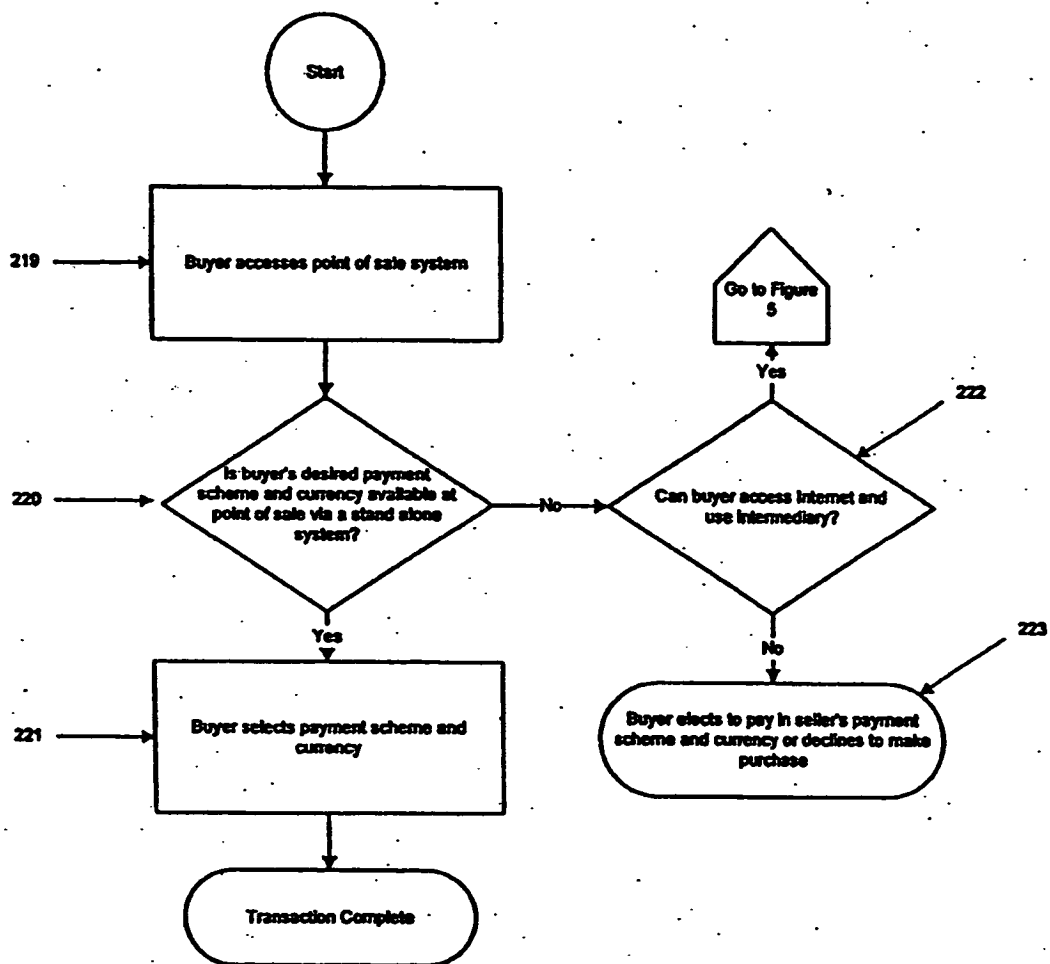 Start
219
Buyer accesses point of sale system
Go to Figure
5
Yes
222
220
Is buyer's desired payment
scheme and currency available at
point of sale via a stand alone
system?
No
Can buyer access Internet and
use intermediary?
Yes
No
223
221
Buyer selects payment scheme and
currency
Buyer elects to pay in seller's payment
scheme and currency or declines to make
purchase
Transaction Complete